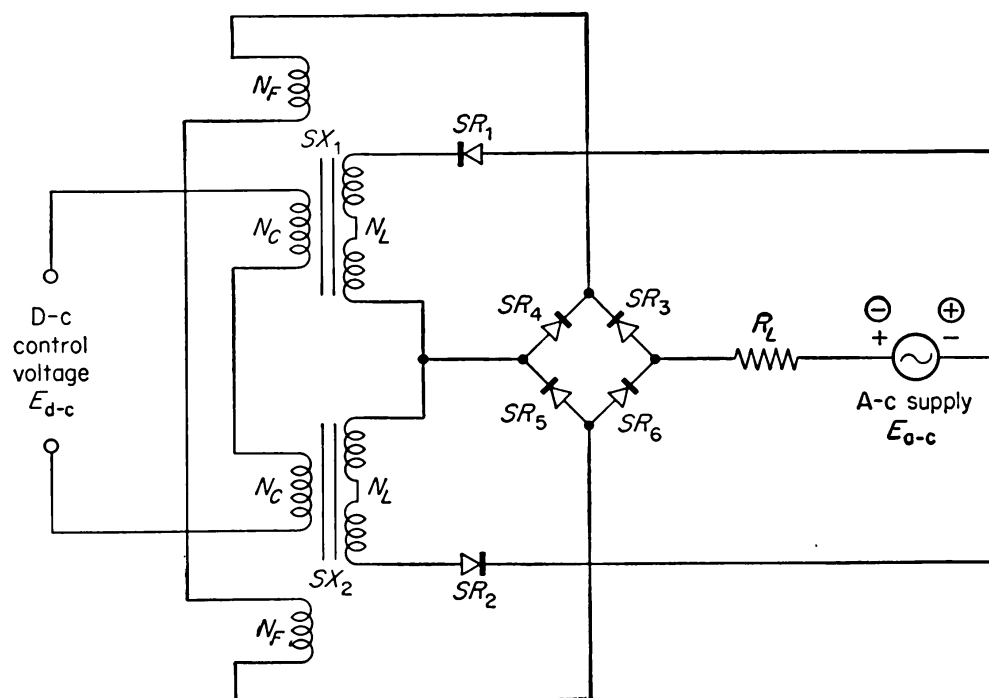 N_F
SX_1
SR_1
N_C
N_L
D-c
control
voltage
E_d-c
SR_4
SR_3
R_L
⊖ ⊕
+ −
A-c supply
E_a-c
SR_5
SR_6
N_C
N_L
SX_2
SR_2
N_F